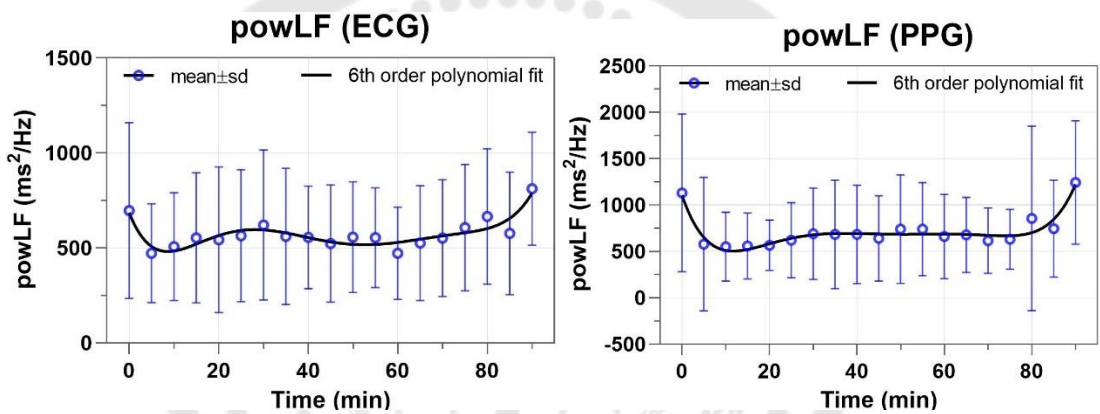 powLF (ECG)
1500
1000
500
0
powLF (ms²/Hz)
mean±sd
6th order polynomial fit
0 20 40 60 80
Time (min)
powLF (PPG)
2500
2000
1500
1000
500
0
-500
powLF (ms²/Hz)
mean±sd
6th order polynomial fit
0 20 40 60 80
Time (min)